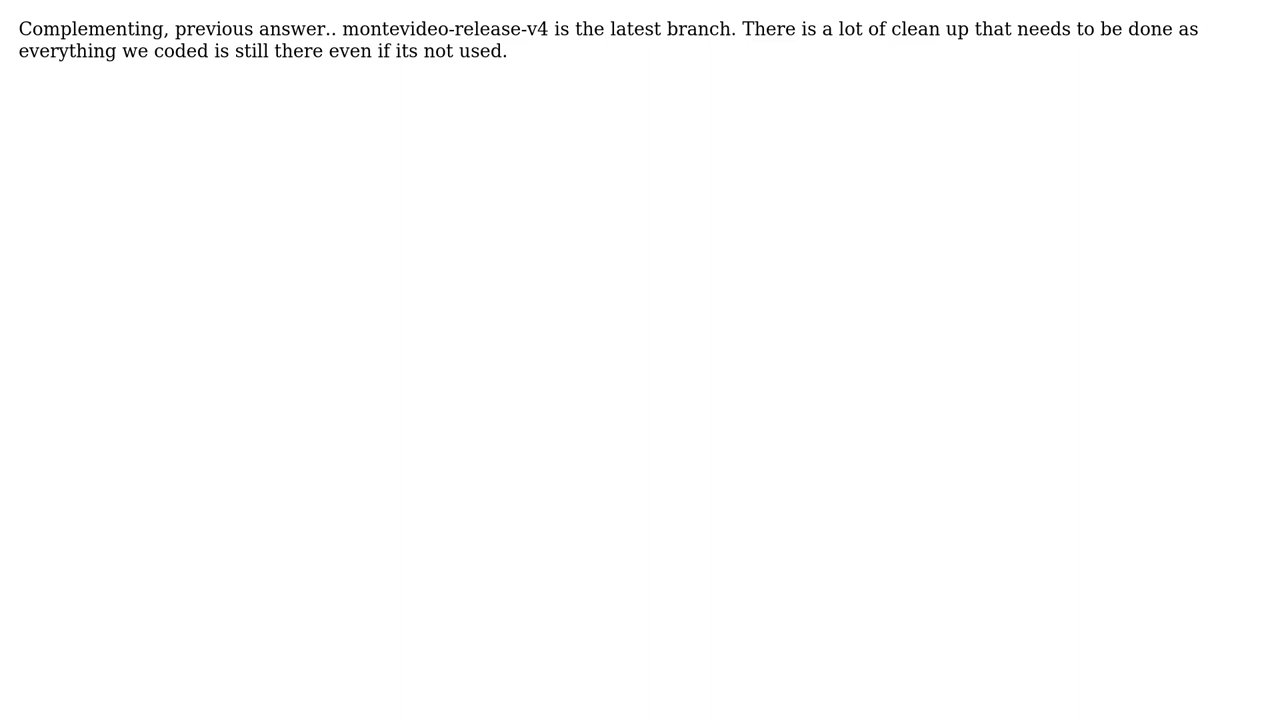 Complementing, previous answer.. montevideo-release-v4 is the latest branch. There is a lot of clean up that needs to be done as
everything we coded is still there even if its not used.